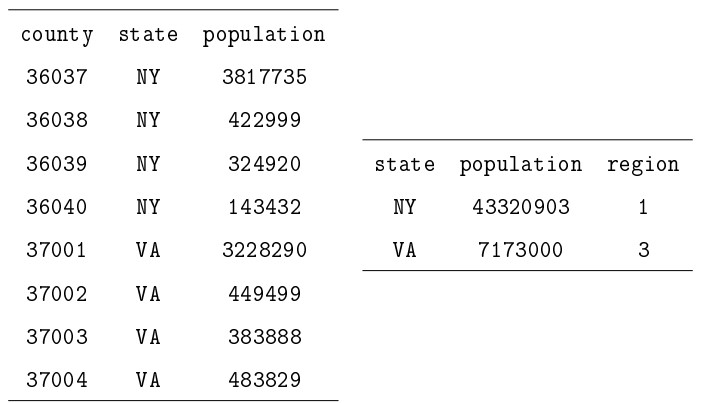 county state population
36037 NY 3817735
36038 NY 422999
36039 NY 324920
36040 NY 143432
37001 VA 3228290
37002 VA 449499
37003 VA 383888
37004 VA 483829
state population region
NY 43320903 1
VA 7173000 3